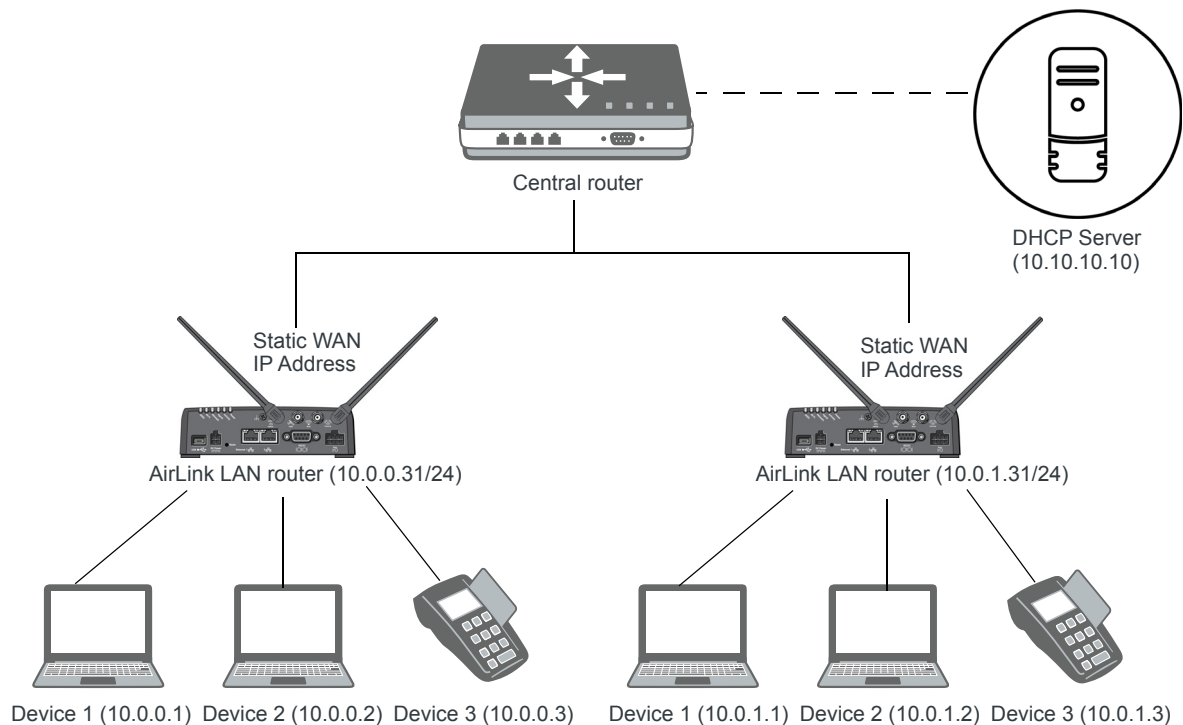 Central router
DHCP Server
(10.10.10.10)
Static WAN
IP Address
Static WAN
IP Address
AirLink LAN router (10.0.0.31/24)
AirLink LAN router (10.0.1.31/24)
Device 1 (10.0.0.1)
Device 2 (10.0.0.2)
Device 3 (10.0.0.3)
Device 1 (10.0.1.1)
Device 2 (10.0.1.2)
Device 3 (10.0.1.3)